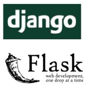 django
Flask
web development,
one drop at a time